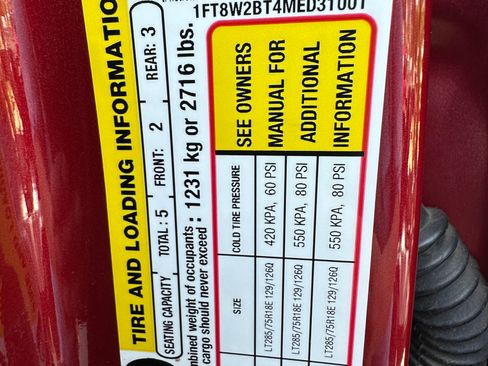 1FT8W2BT4MED31001
TIRE AND LOADING INFORMATIO
SEATING CAPACITY TOTAL : 5 FRONT: 2 REAR: 3
mbined weight of occupants : 1231 kg or 2716 lbs.
cargo should never exceed
SIZE COLD TIRE PRESSURE SEE OWNERS
LT285/75R18E 129/126Q 420 KPA, 60 PSI MANUAL FOR
LT285/75R18E 129/126Q 550 KPA, 80 PSI ADDITIONAL
LT285/75R18E 129/126Q 550 KPA, 80 PSI INFORMATION